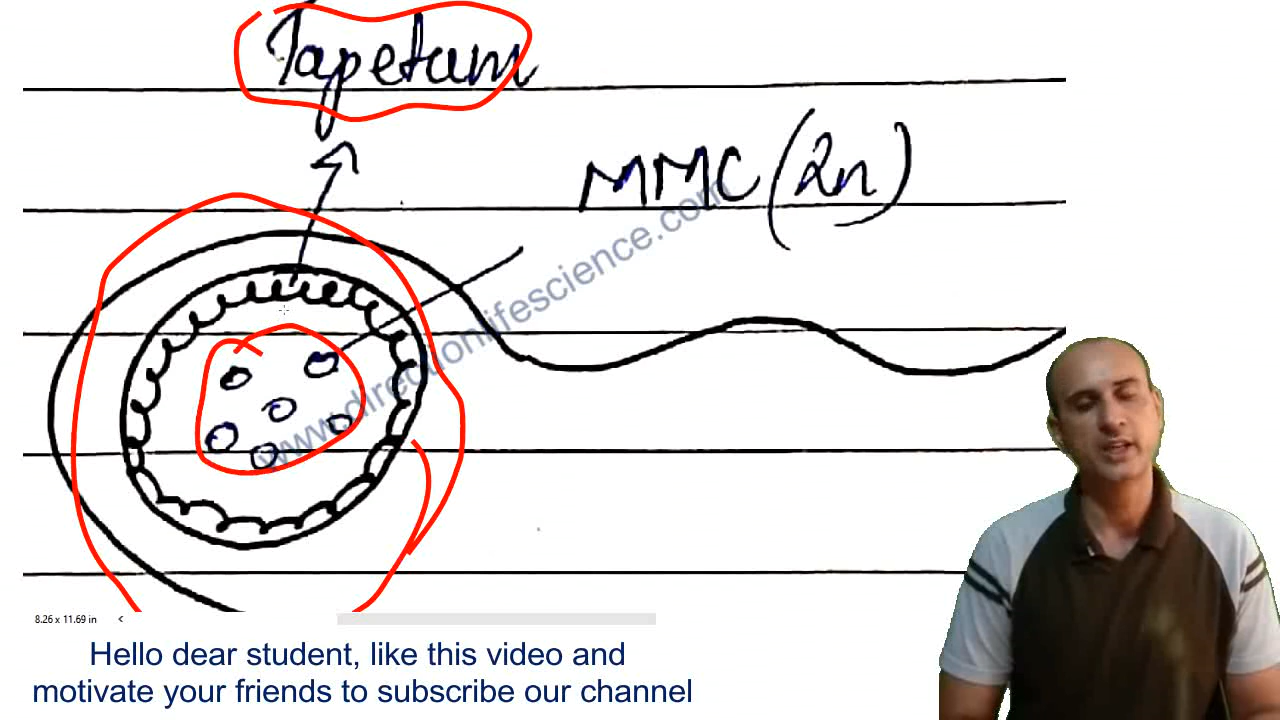 Tapetum
MMC (2n)
www.directionlifescience.com
8.26 x 11.69 in
Hello dear student, like this video and
motivate your friends to subscribe our channel